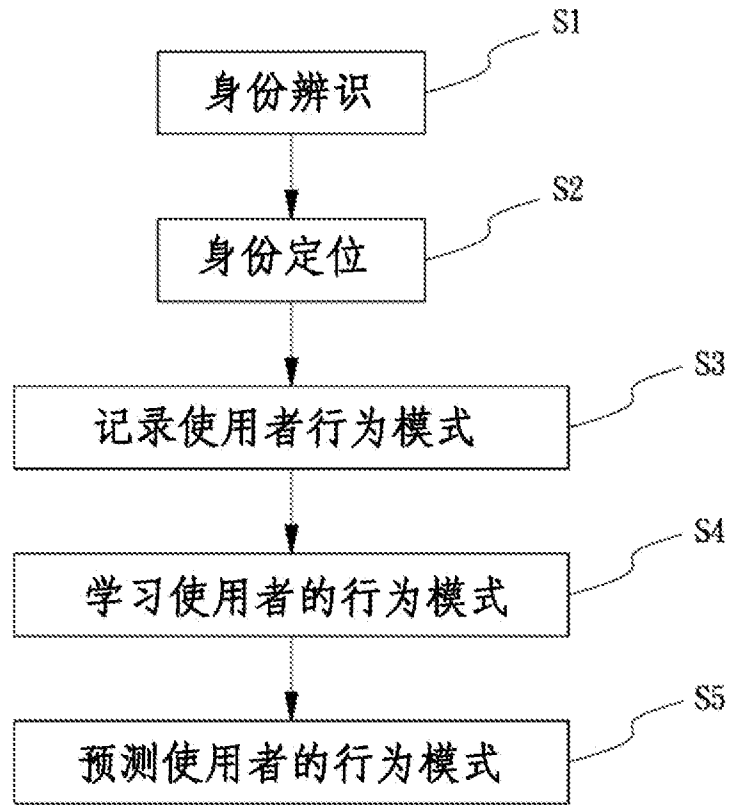 S1
身份辨识
S2
身份定位
S3
记录使用者行为模式
S4
学习使用者的行为模式
S5
预测使用者的行为模式